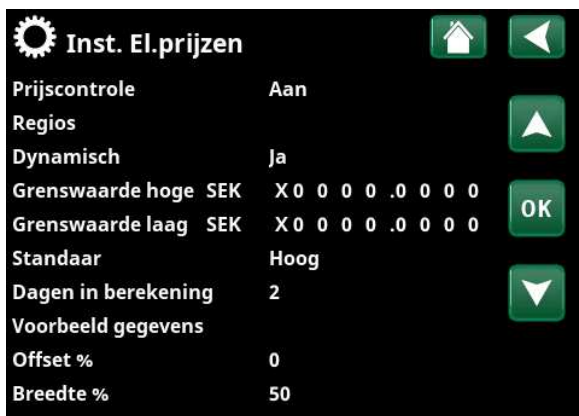 Inst. El.prijzen
Prijscontrole Aan
Regios
Dynamisch Ja
Grenswaarde hoge SEK X 0 0 0 0 .0 0 0 0
Grenswaarde laag SEK X 0 0 0 0 .0 0 0 0
OK
Standaar Hoog
Dagen in berekening 2
Voorbeeld gegevens
Offset % 0
Breedte % 50